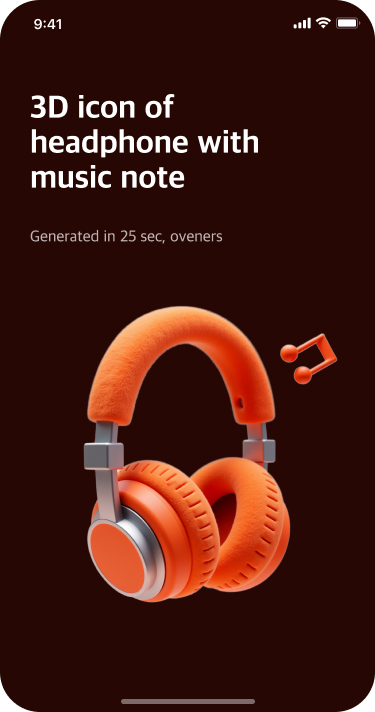 9:41
3D icon of
headphone with
music note
Generated in 25 sec, oveners